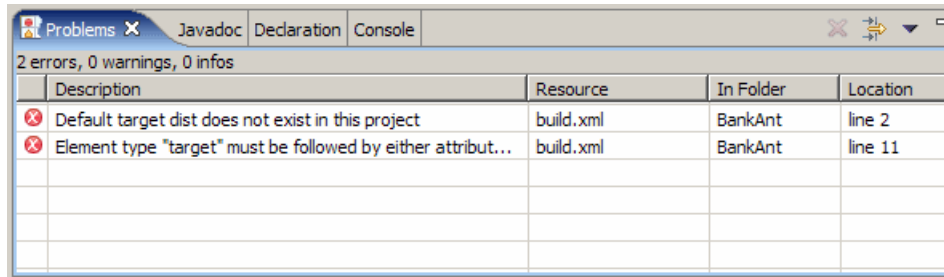 Problems Javadoc Declaration Console
2 errors, 0 warnings, 0 infos
Description Resource In Folder Location
Default target dist does not exist in this project build.xml BankAnt line 2
Element type "target" must be followed by either attribut... build.xml BankAnt line 11